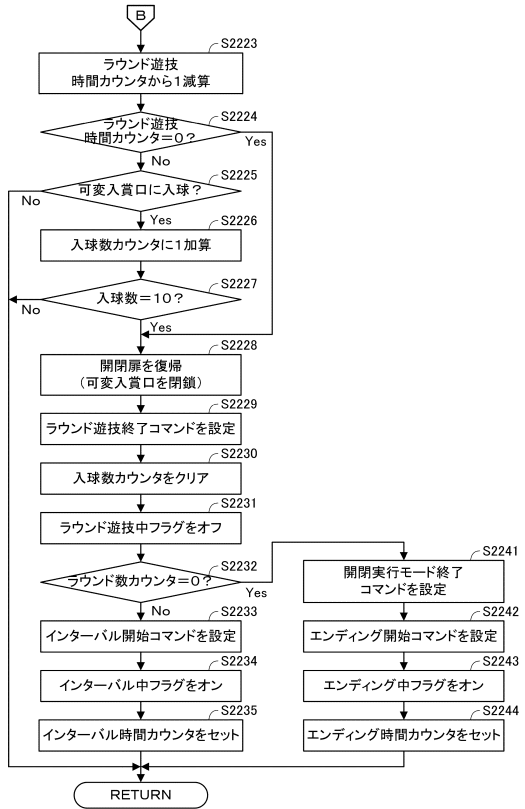 B
S2223
ラウンド遊技
時間カウンタから1減算
S2224
ラウンド遊技
時間カウンタ=0?
Yes
No
S2225
可変入賞口に入球?
No
Yes
S2226
入球数カウンタに1加算
S2227
入球数=10?
No
Yes
S2228
開閉扉を復帰
(可変入賞口を閉鎖)
S2229
ラウンド遊技終了コマンドを設定
S2230
入球数カウンタをクリア
S2231
ラウンド遊技中フラグをオフ
S2232
ラウンド数カウンタ=0?
Yes
No
S2233
インターバル開始コマンドを設定
S2234
インターバル中フラグをオン
S2235
インターバル時間カウンタをセット
S2241
開閉実行モード終了
コマンドを設定
S2242
エンディング開始コマンドを設定
S2243
エンディング中フラグをオン
S2244
エンディング時間カウンタをセット
RETURN